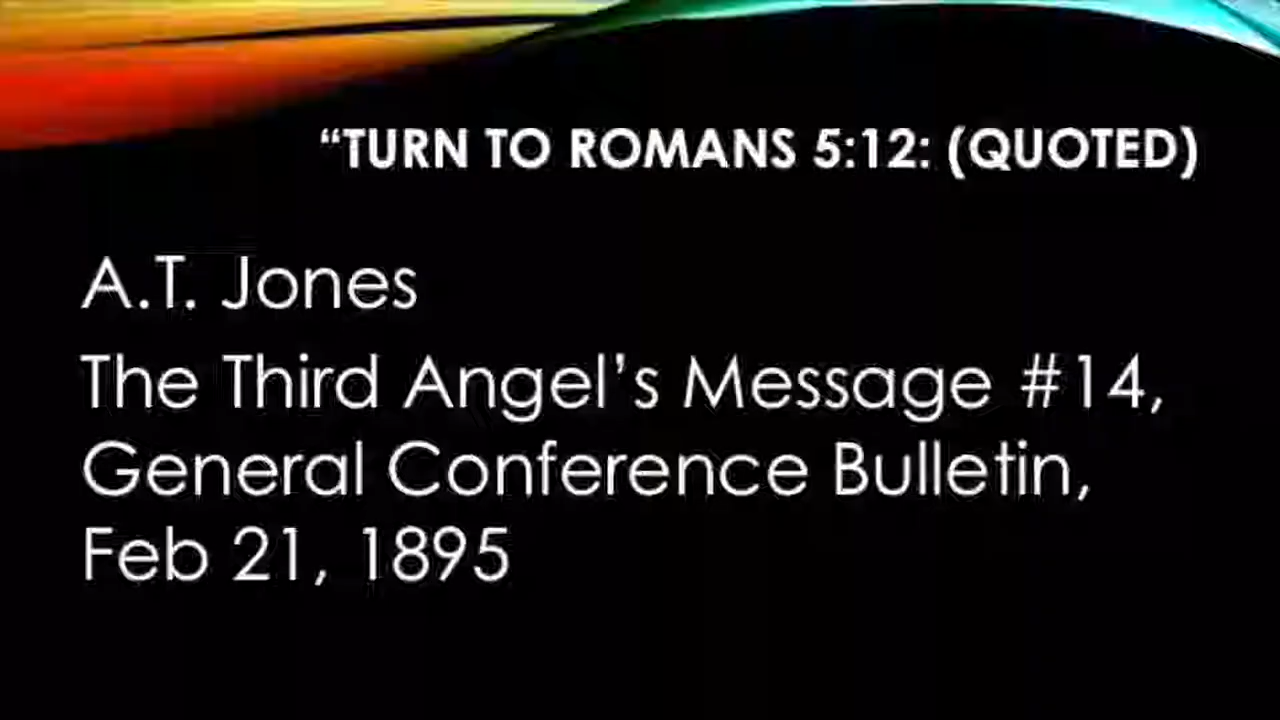 “TURN TO ROMANS 5:12: (QUOTED)
A.T. Jones
The Third Angel’s Message #14,
General Conference Bulletin,
Feb 21, 1895